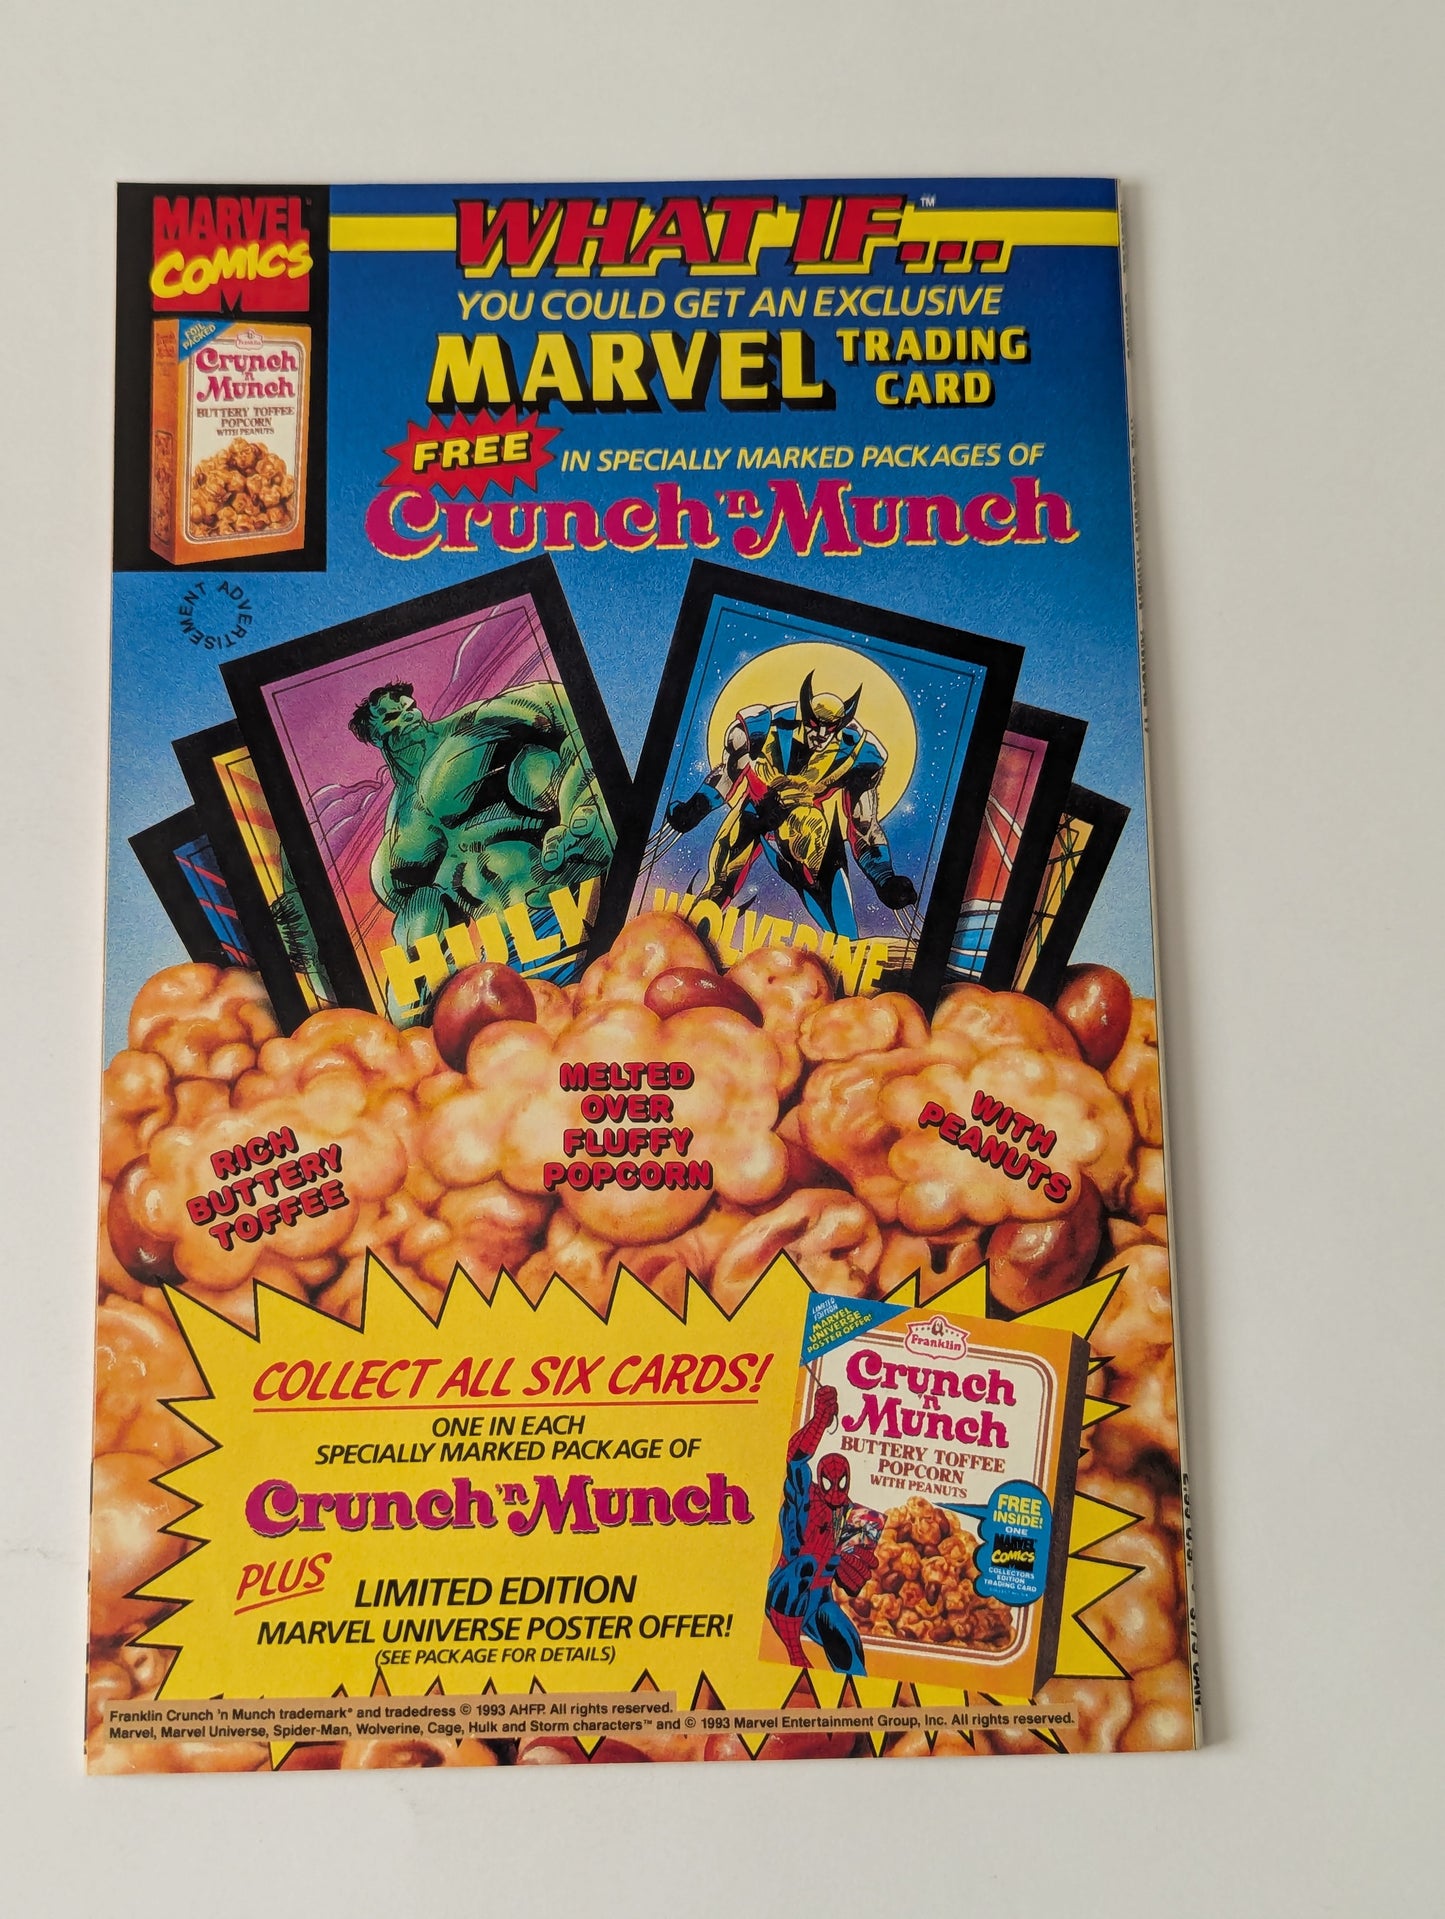 MARVEL
COMICS
WHAT IF...™
YOU COULD GET AN EXCLUSIVE
MARVEL TRADING
CARD
FREE IN SPECIALLY MARKED PACKAGES OF
Crunch 'n Munch
FOIL
PACKED
Franklin
Crunch
'n
Munch
BUTTERY TOFFEE
POPCORN
WITH PEANUTS
ADVERTISEMENT
HULK
WOLVERINE
RICH
BUTTERY
TOFFEE
MELTED
OVER
FLUFFY
POPCORN
WITH
PEANUTS
COLLECT ALL SIX CARDS!
ONE IN EACH
SPECIALLY MARKED PACKAGE OF
Crunch 'n Munch
PLUS LIMITED EDITION
MARVEL UNIVERSE POSTER OFFER!
(SEE PACKAGE FOR DETAILS)
LIMITED
EDITION
MARVEL
UNIVERSE
POSTER OFFER!
Franklin
Crunch
'n
Munch
BUTTERY TOFFEE
POPCORN
WITH PEANUTS
FREE
INSIDE!
ONE
MARVEL
COMICS
COLLECTORS
EDITION
TRADING CARD
Franklin Crunch 'n Munch trademark® and tradedress © 1993 AHFP. All rights reserved.
Marvel, Marvel Universe, Spider-Man, Wolverine, Cage, Hulk and Storm characters™ and © 1993 Marvel Entertainment Group, Inc. All rights reserved.